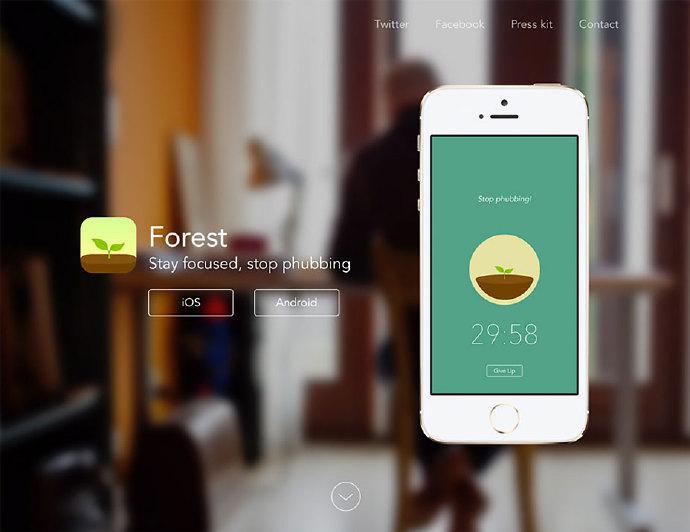 Twitter Facebook Press kit Contact
Forest
Stay focused, stop phubbing
iOS Android
Stop phubbing!
29:58
Give Up